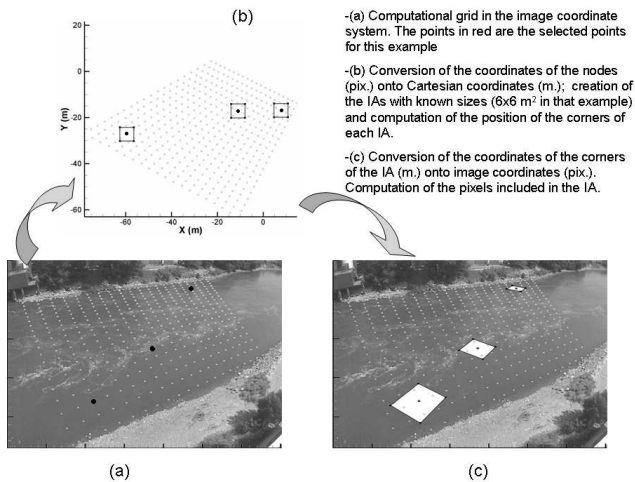 (b)
20
0
-20
-40
-60
Y (m)
-60
-40
-20
0
X (m)
-(a) Computational grid in the image coordinate
system. The points in red are the selected points
for this example
-(b) Conversion of the coordinates of the nodes
(pix.) onto Cartesian coordinates (m.); creation
of the IAs with known sizes (6x6 m² in that example)
and computation of the position of the corners of
each IA.
-(c) Conversion of the coordinates of the corners
of the IA (m.) onto image coordinates (pix.).
Computation of the pixels included in the IA.
(a)
(c)